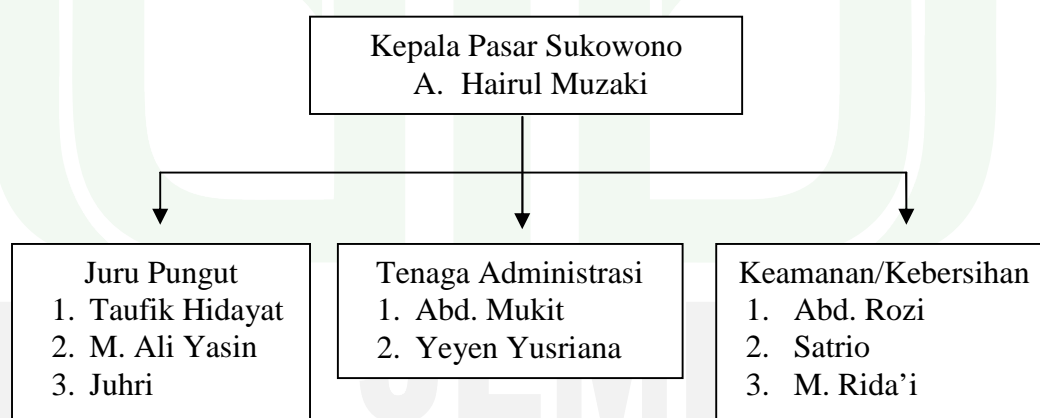 Kepala Pasar Sukowono
A. Hairul Muzaki
Juru Pungut
1. Taufik Hidayat
2. M. Ali Yasin
3. Juhri
Tenaga Administrasi
1. Abd. Mukit
2. Yeyen Yusriana
Keamanan/Kebersihan
1. Abd. Rozi
2. Satrio
3. M. Rida’i